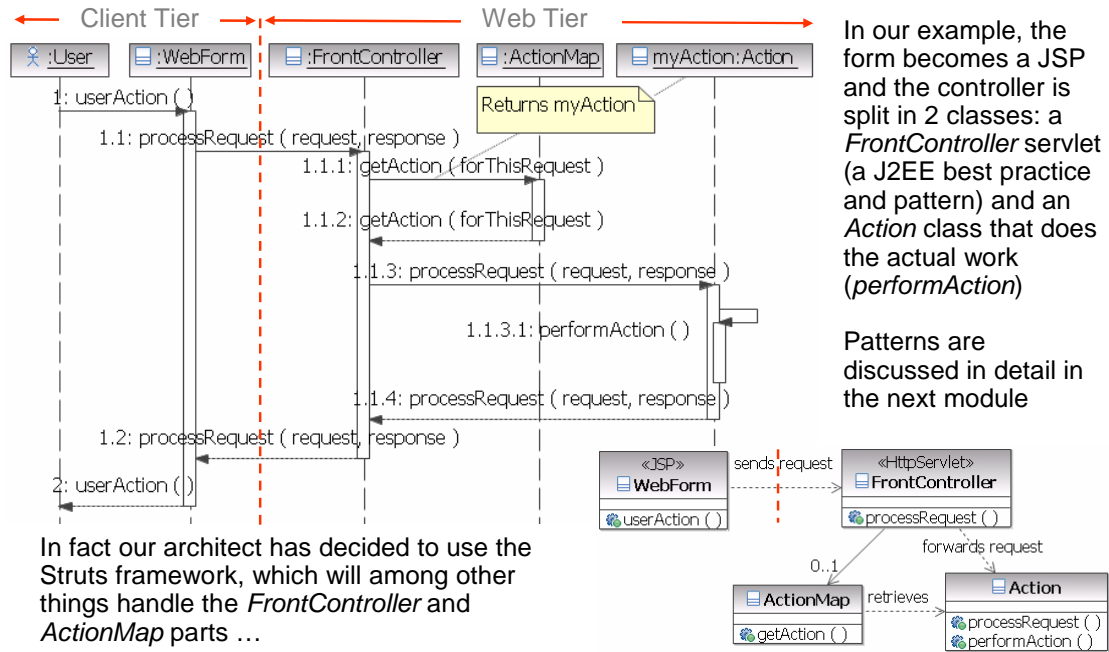 Client Tier
Web Tier
:User
:WebForm
:FrontController
:ActionMap
myAction:Action
1: userAction ( )
Returns myAction
1.1: processRequest ( request, response )
1.1.1: getAction ( forThisRequest )
1.1.2: getAction ( forThisRequest )
1.1.3: processRequest ( request, response )
1.1.3.1: performAction ( )
1.1.4: processRequest ( request, response )
1.2: processRequest ( request, response )
2: userAction ( )
In our example, the
form becomes a JSP
and the controller is
split in 2 classes: a
FrontController servlet
(a J2EE best practice
and pattern) and an
Action class that does
the actual work
(performAction)
Patterns are
discussed in detail in
the next module
In fact our architect has decided to use the
Struts framework, which will among other
things handle the FrontController and
ActionMap parts …
«JSP»
WebForm
userAction ( )
sends request
«HttpServlet»
FrontController
processRequest ( )
forwards request
0..1
ActionMap
getAction ( )
retrieves
Action
processRequest ( )
performAction ( )